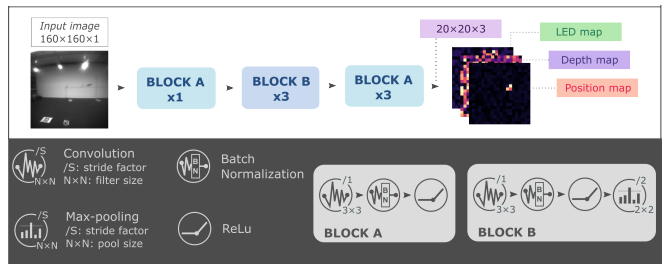 Input image
160×160×1
BLOCK A
x1
BLOCK B
x3
BLOCK A
x3
20×20×3
LED map
Depth map
Position map
/S
N×N
Convolution
/S: stride factor
N×N: filter size
B
N
Batch
Normalization
/S
N×N
Max-pooling
/S: stride factor
N×N: pool size
ReLu
/1
3×3
B
N
BLOCK A
/1
3×3
B
N
/2
2×2
BLOCK B